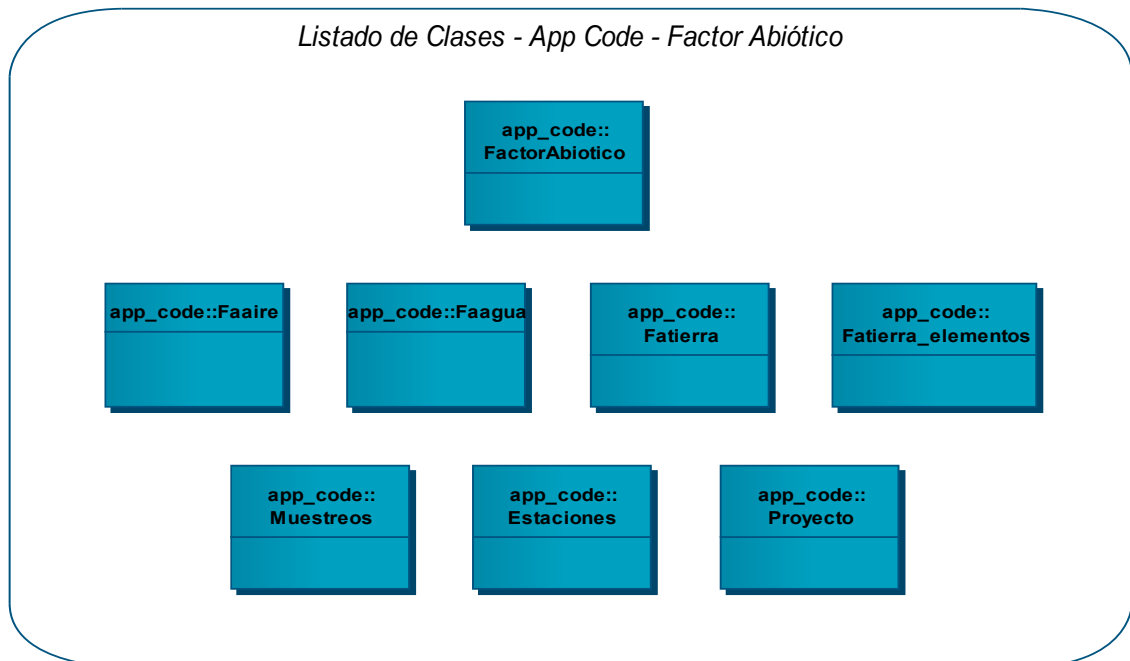 Listado de Clases - App Code - Factor Abiótico
app_code::
FactorAbiotico
app_code::Faaire
app_code::Faagua
app_code::
Fatierra
app_code::
Fatierra_elementos
app_code::
Muestreos
app_code::
Estaciones
app_code::
Proyecto